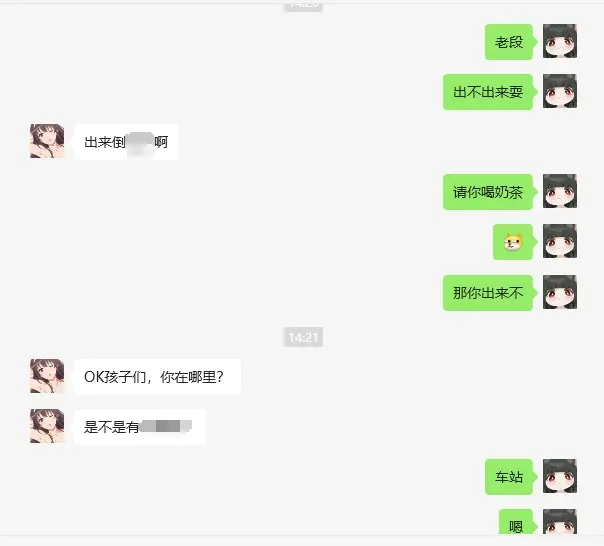 14:20
老段
出不出来耍
出来倒啊
请你喝奶茶
那你出来不
14:21
OK孩子们，你在哪里？
是不是有
车站
嗯